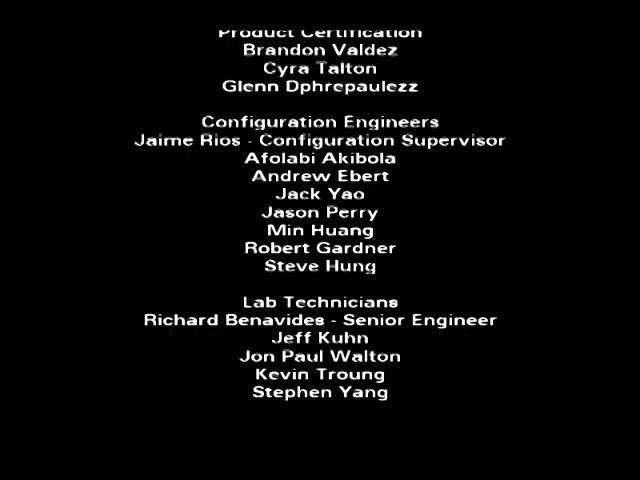 Product Certification
Brandon Valdez
Cyra Talton
Glenn Dphrepaulezz
Configuration Engineers
Jaime Rios - Configuration Supervisor
Afolabi Akibola
Andrew Ebert
Jack Yao
Jason Perry
Min Huang
Robert Gardner
Steve Hung
Lab Technicians
Richard Benavides - Senior Engineer
Jeff Kuhn
Jon Paul Walton
Kevin Troung
Stephen Yang